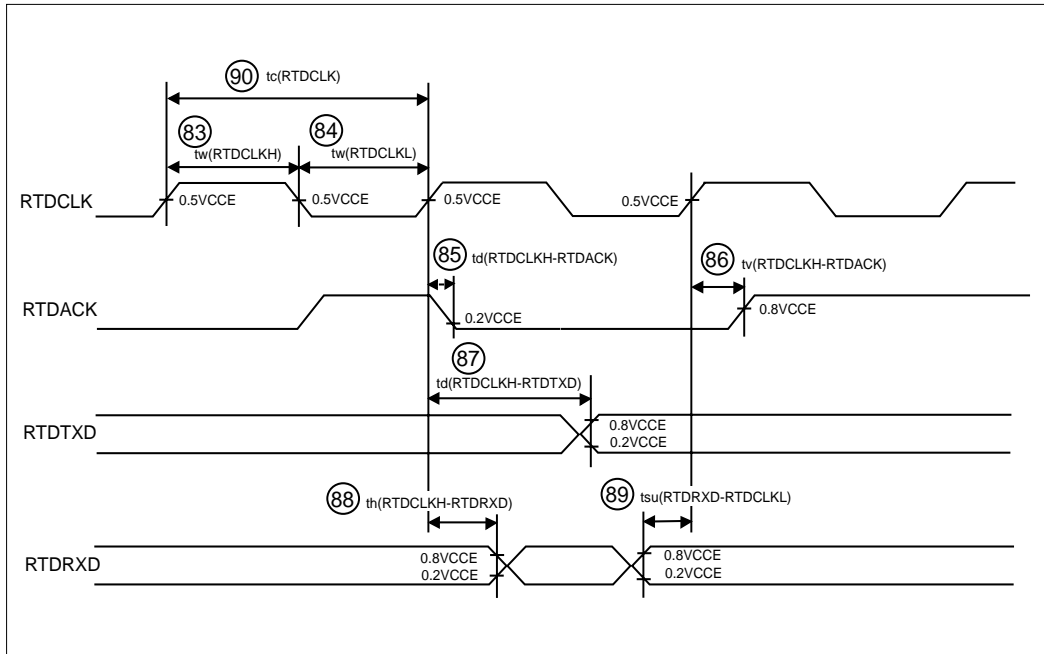 90 tc(RTDCLK)
83 84
tw(RTDCLKH) tw(RTDCLKL)
RTDCLK 0.5VCCE 0.5VCCE 0.5VCCE 0.5VCCE
85 td(RTDCLKH-RTDACK) 86 tv(RTDCLKH-RTDACK)
RTDACK 0.2VCCE 0.8VCCE
87
td(RTDCLKH-RTDTXD)
RTDTXD 0.8VCCE
0.2VCCE
88 th(RTDCLKH-RTDRXD) 89 tsu(RTDRXD-RTDCLKL)
RTDRXD 0.8VCCE 0.8VCCE
0.2VCCE 0.2VCCE